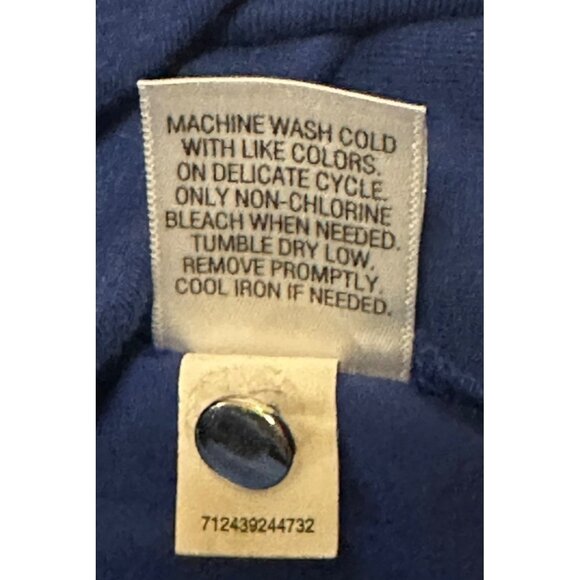 MACHINE WASH COLD
WITH LIKE COLORS.
ON DELICATE CYCLE.
ONLY NON-CHLORINE
BLEACH WHEN NEEDED.
TUMBLE DRY LOW.
REMOVE PROMPTLY.
COOL IRON IF NEEDED.
712439244732